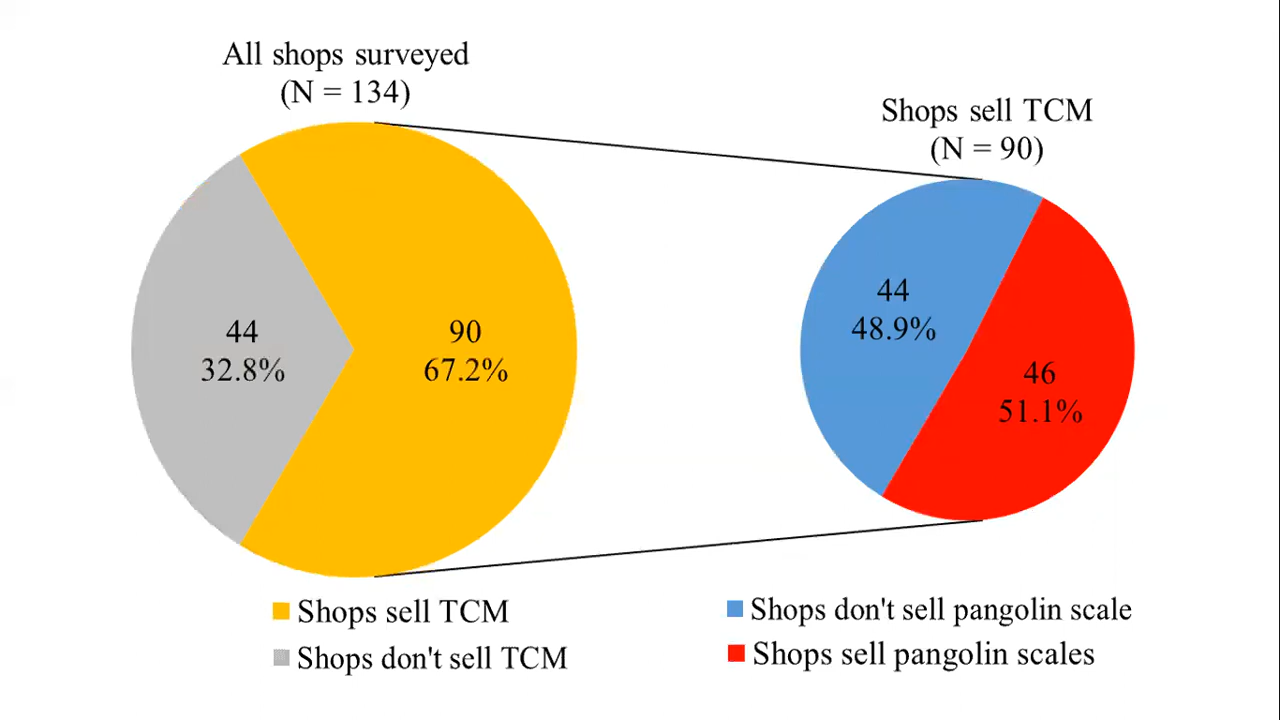 All shops surveyed
(N = 134)
Shops sell TCM
(N = 90)
44
32.8%
90
67.2%
44
48.9%
46
51.1%
Shops sell TCM
Shops don't sell TCM
Shops don't sell pangolin scale
Shops sell pangolin scales